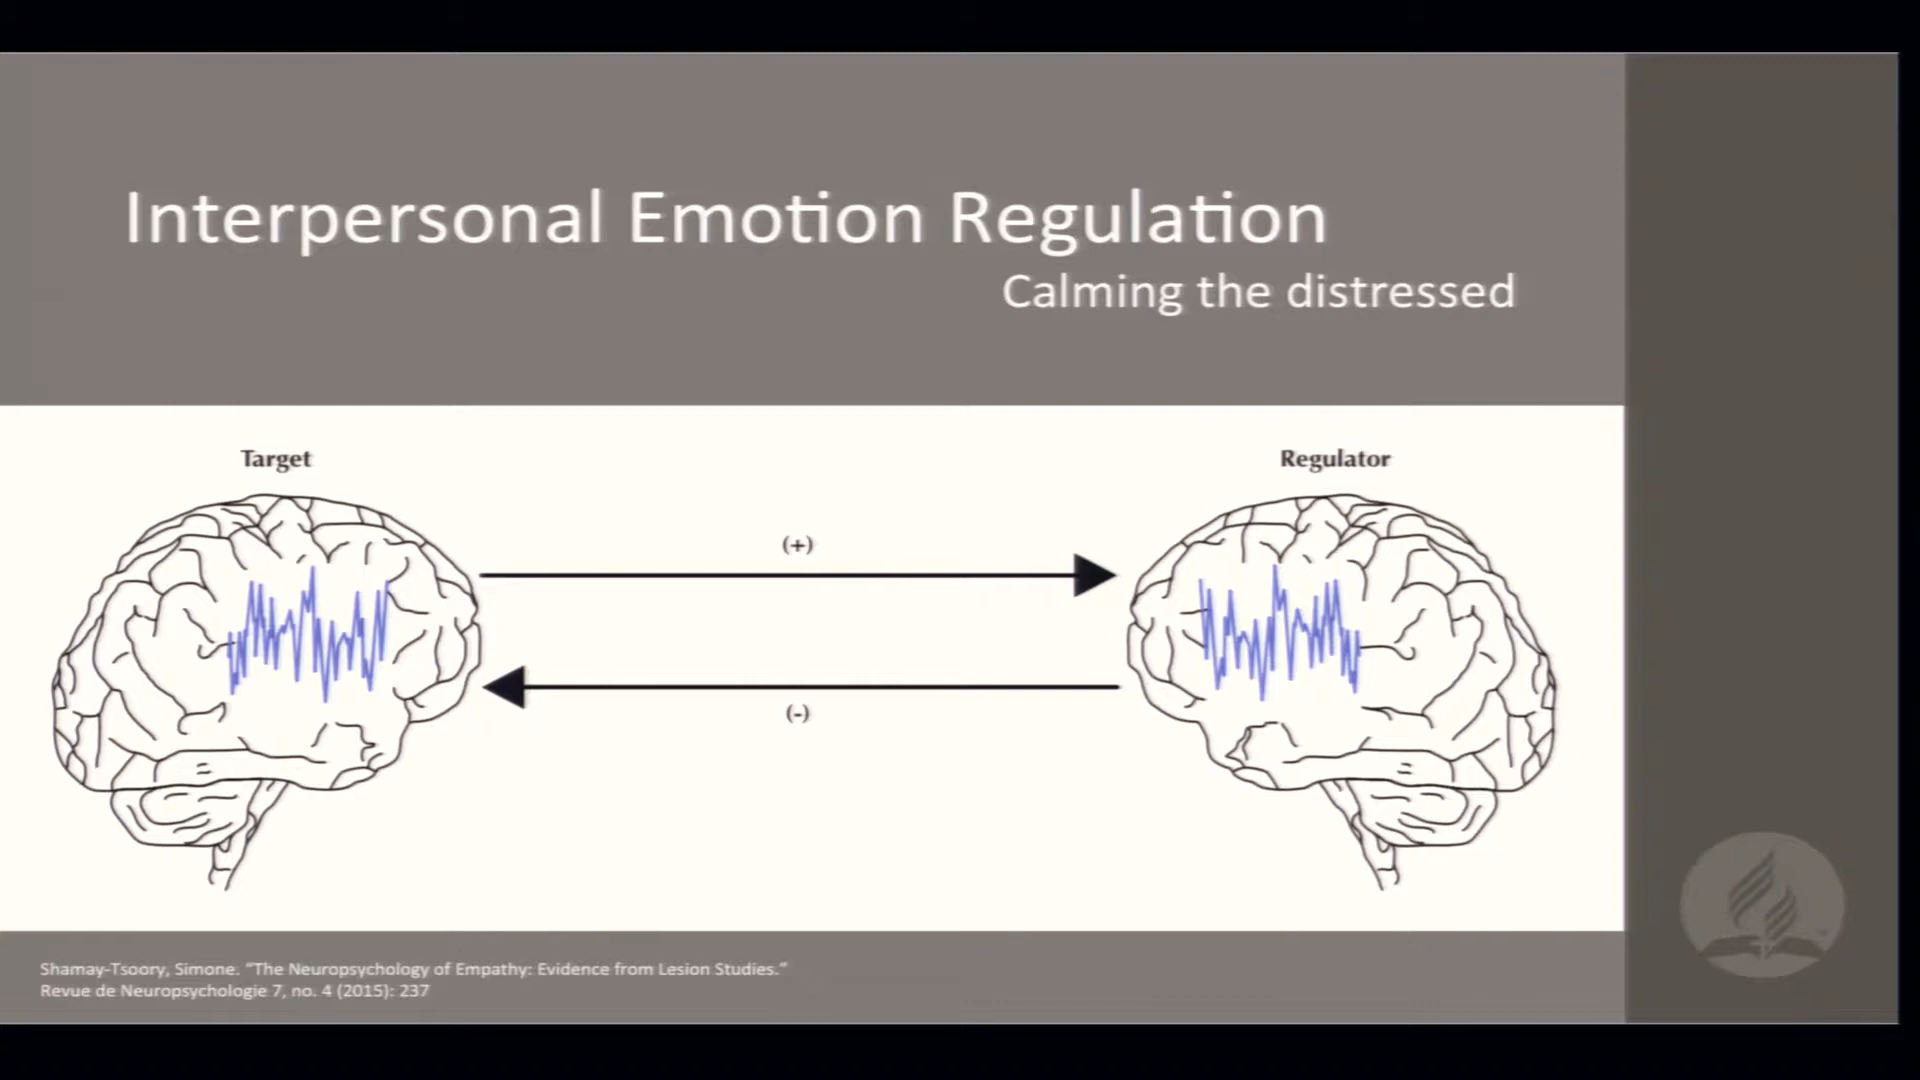 Interpersonal Emotion Regulation
Calming the distressed
Target
Regulator
(+)
(-)
Shamay-Tsoory, Simone. “The Neuropsychology of Empathy: Evidence from Lesion Studies.”
Revue de Neuropsychologie 7, no. 4 (2015): 237